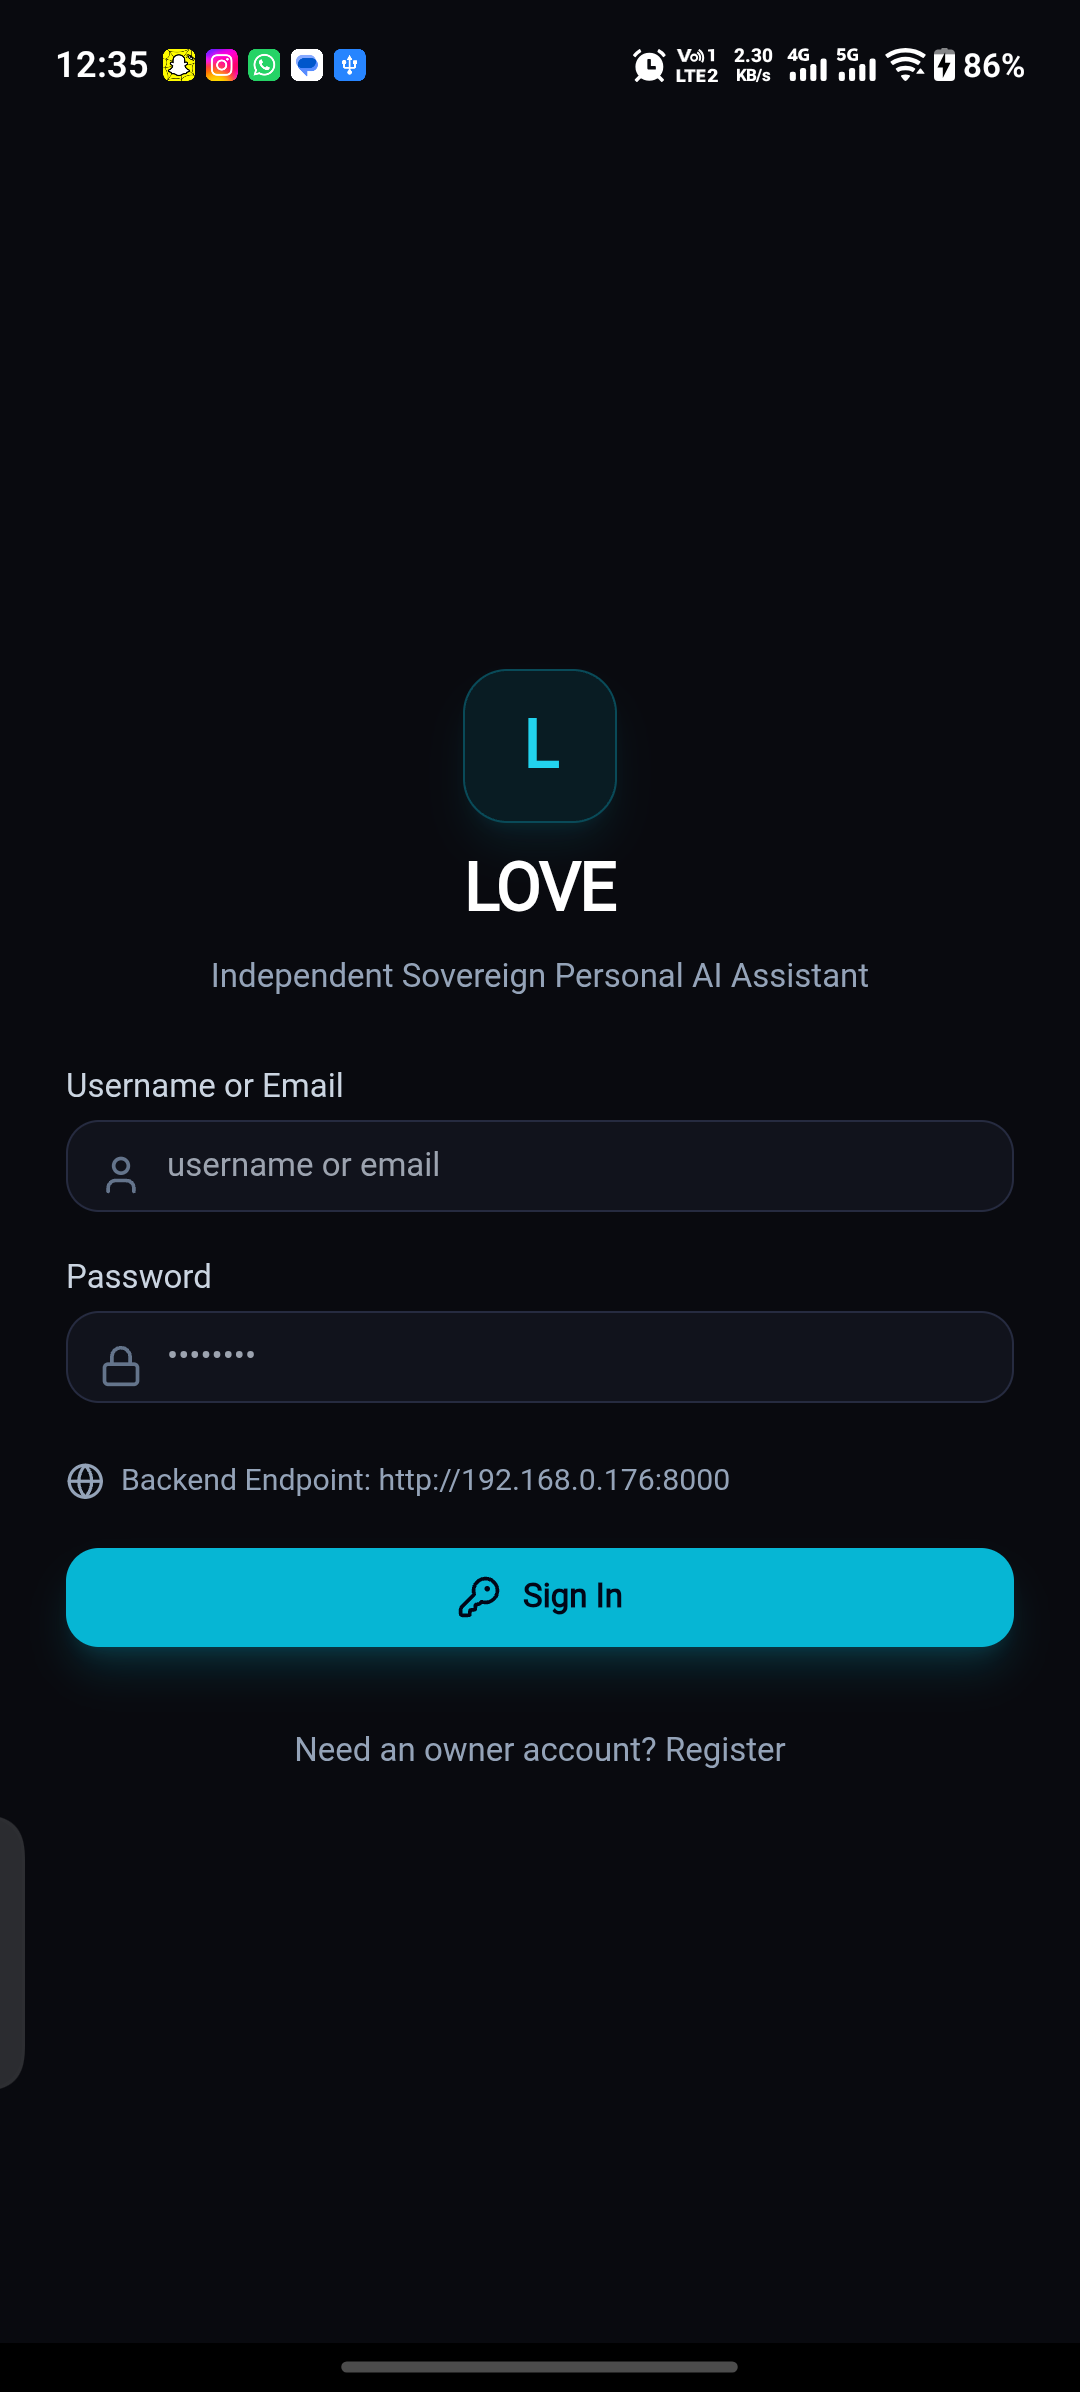 12:35 Vo 1 LTE2 2.30 KB/s 4G 5G 86%
L
LOVE
Independent Sovereign Personal AI Assistant
Username or Email
username or email
Password
••••••••
Backend Endpoint: http://192.168.0.176:8000
Sign In
Need an owner account? Register